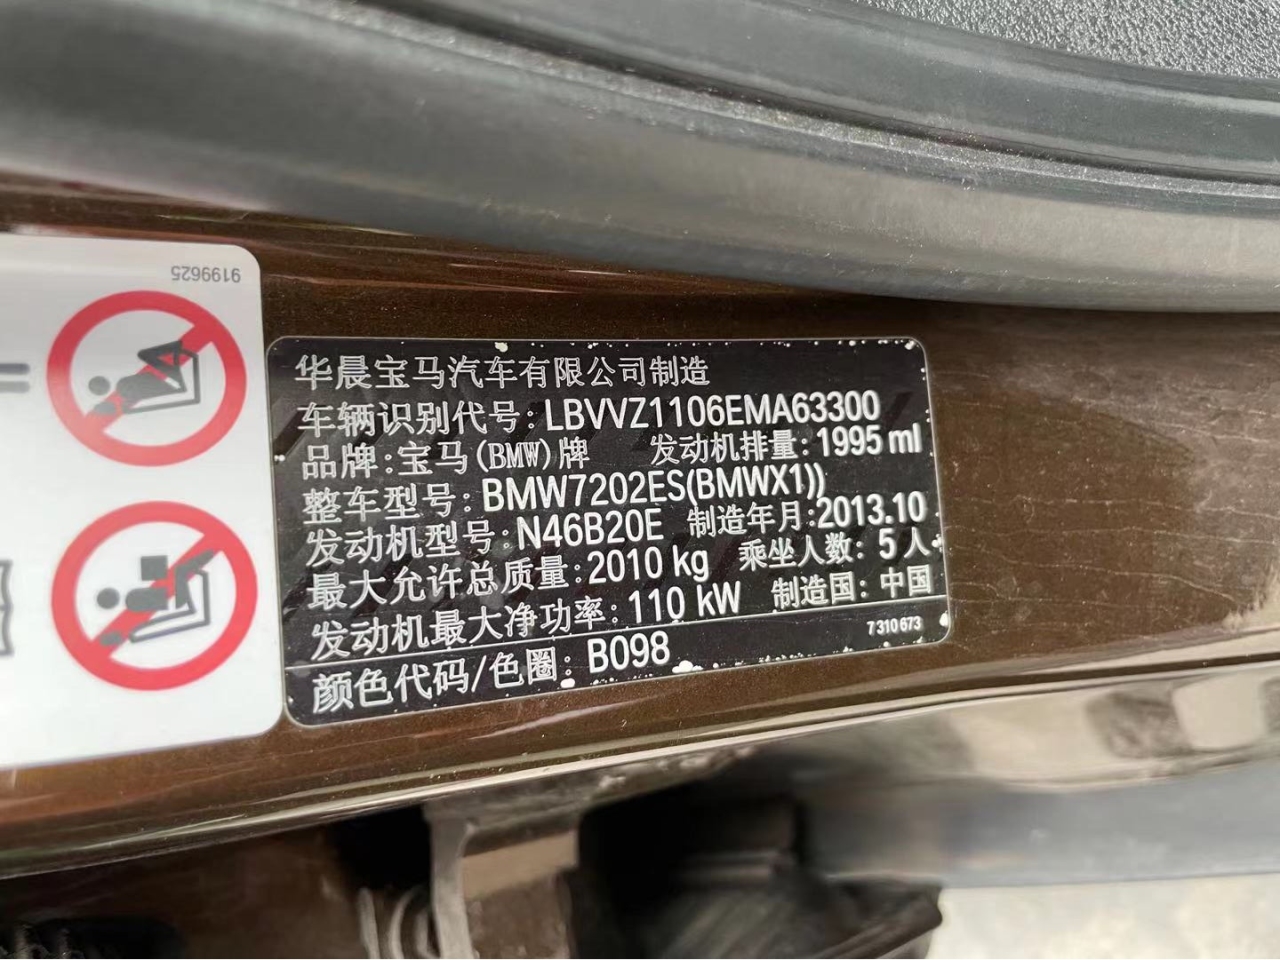 9199625
华晨宝马汽车有限公司制造
车辆识别代号:LBVVZ1106EMA63300
品牌:宝马(BMW)牌 发动机排量:1995 ml
整车型号:BMW7202ES(BMWX1))
发动机型号:N46B20E 制造年月:2013.10
最大允许总质量:2010 kg 乘坐人数:5人
发动机最大净功率:110 kW 制造国:中国
7310673
颜色代码/色圈:B098